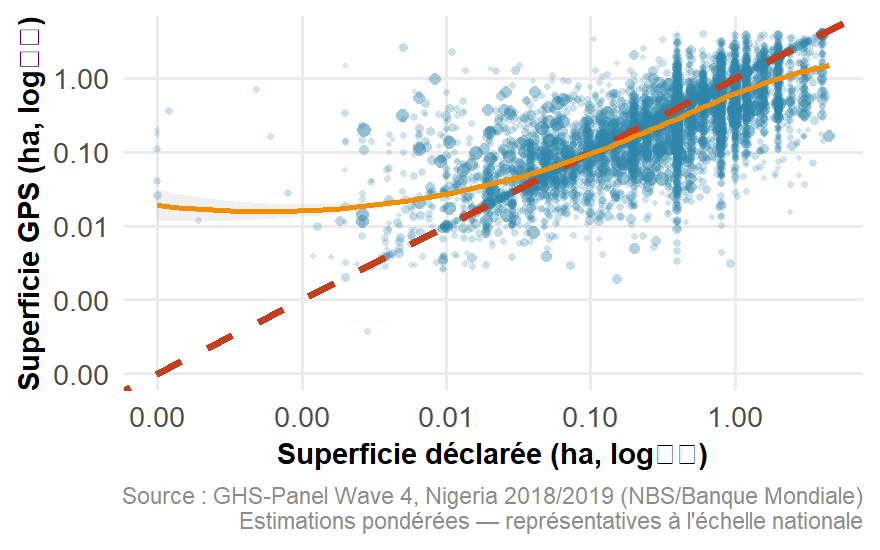 Superficie GPS (ha, log□□)
1.00
0.10
0.01
0.00
0.00
0.00
0.00
0.01
0.10
1.00
Superficie déclarée (ha, log□□)
Source : GHS-Panel Wave 4, Nigeria 2018/2019 (NBS/Banque Mondiale)
Estimations pondérées — représentatives à l'échelle nationale